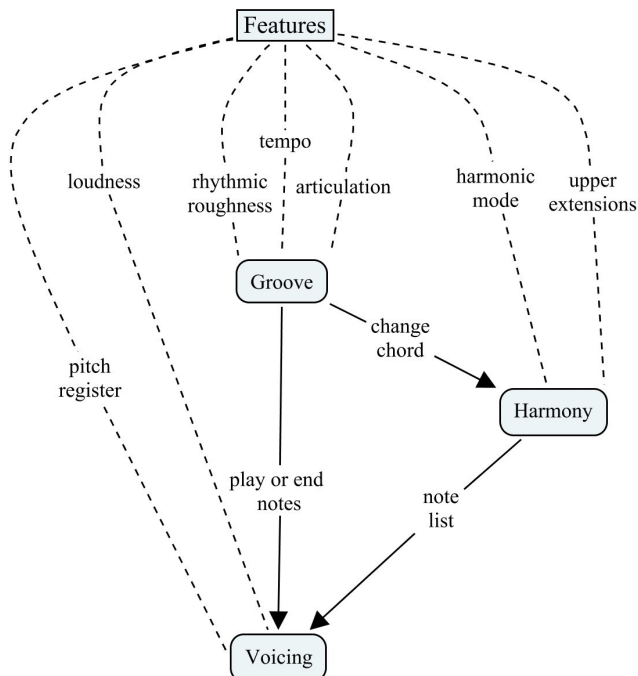 Features
tempo
loudness
rhythmic
roughness
articulation
harmonic
mode
upper
extensions
Groove
change
chord
pitch
register
Harmony
play or end
notes
note
list
Voicing